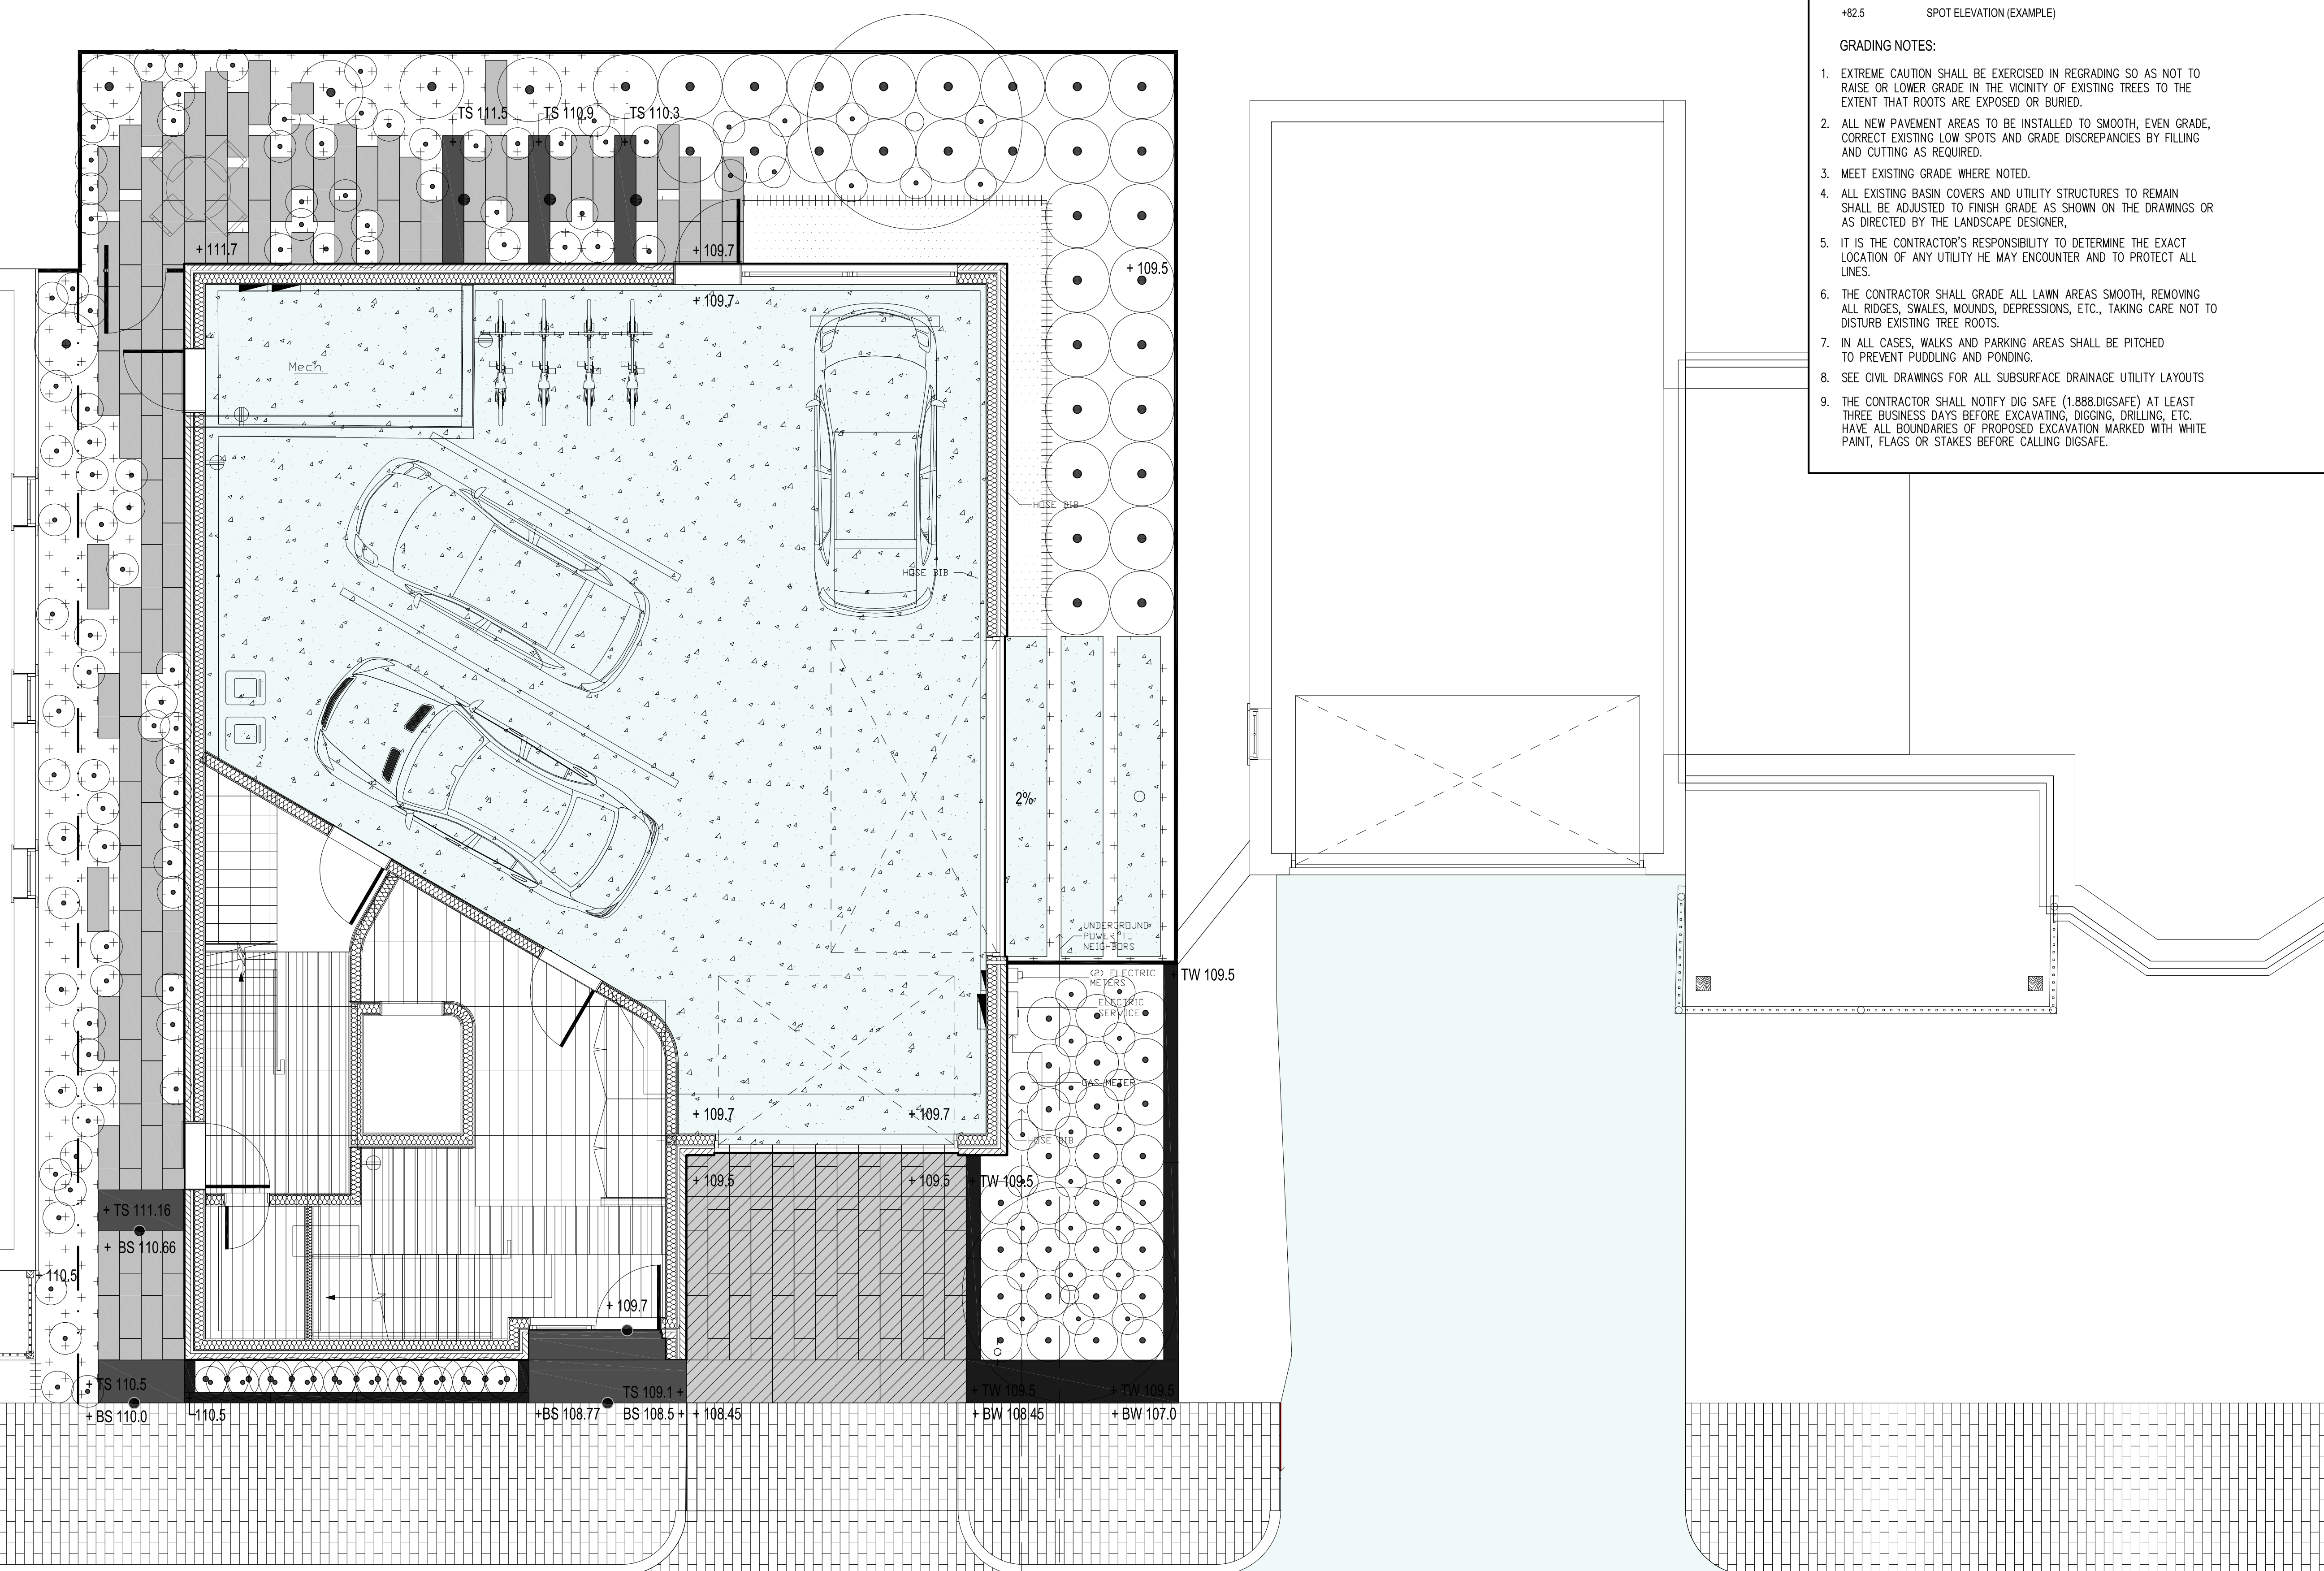 +82.5 SPOT ELEVATION (EXAMPLE)
GRADING NOTES:
1. EXTREME CAUTION SHALL BE EXERCISED IN REGRADING SO AS NOT TO
RAISE OR LOWER GRADE IN THE VICINITY OF EXISTING TREES TO THE
EXTENT THAT ROOTS ARE EXPOSED OR BURIED.
2. ALL NEW PAVEMENT AREAS TO BE INSTALLED TO SMOOTH, EVEN GRADE,
CORRECT EXISTING LOW SPOTS AND GRADE DISCREPANCIES BY FILLING
AND CUTTING AS REQUIRED.
3. MEET EXISTING GRADE WHERE NOTED.
4. ALL EXISTING BASIN COVERS AND UTILITY STRUCTURES TO REMAIN
SHALL BE ADJUSTED TO FINISH GRADE AS SHOWN ON THE DRAWINGS OR
AS DIRECTED BY THE LANDSCAPE DESIGNER,
5. IT IS THE CONTRACTOR'S RESPONSIBILITY TO DETERMINE THE EXACT
LOCATION OF ANY UTILITY HE MAY ENCOUNTER AND TO PROTECT ALL
LINES.
6. THE CONTRACTOR SHALL GRADE ALL LAWN AREAS SMOOTH, REMOVING
ALL RIDGES, SWALES, MOUNDS, DEPRESSIONS, ETC., TAKING CARE NOT TO
DISTURB EXISTING TREE ROOTS.
7. IN ALL CASES, WALKS AND PARKING AREAS SHALL BE PITCHED
TO PREVENT PUDDLING AND PONDING.
8. SEE CIVIL DRAWINGS FOR ALL SUBSURFACE DRAINAGE UTILITY LAYOUTS
9. THE CONTRACTOR SHALL NOTIFY DIG SAFE (1.888.DIGSAFE) AT LEAST
THREE BUSINESS DAYS BEFORE EXCAVATING, DIGGING, DRILLING, ETC.
HAVE ALL BOUNDARIES OF PROPOSED EXCAVATION MARKED WITH WHITE
PAINT, FLAGS OR STAKES BEFORE CALLING DIGSAFE.
TS 111.5
TS 110.9
TS 110.3
+ 111.7
+ 109.7
+ 109.5
+ 109.7
Mech
HOSE BIB
HOSE BIB
2%
UNDERGROUND
POWER TO
NEIGHBORS
(2) ELECTRIC
METERS
+ TW 109.5
ELECTRIC
SERVICE
GAS METER
+ 109.7
+ 109.7
HOSE BIB
+ 109.5
+ 109.5
+ TW 109.5
+ TS 111.16
+ BS 110.66
+ 110.5
+ 109.7
+ TS 110.5
TS 109.1 +
+ TW 109.5
+ TW 109.5
+ BS 110.0
110.5
+BS 108.77
BS 108.5 +
+ 108.45
+ BW 108.45
+ BW 107.0